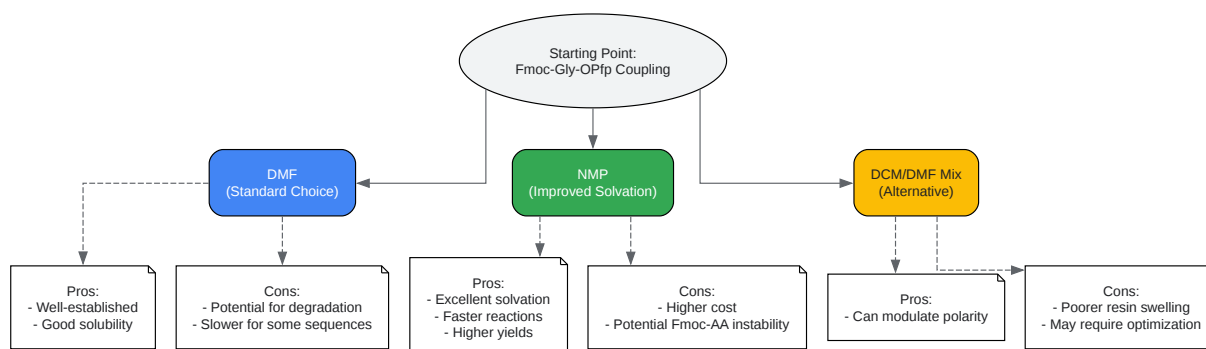 Starting Point:
Fmoc-Gly-OPfp Coupling
DMF
(Standard Choice)
NMP
(Improved Solvation)
DCM/DMF Mix
(Alternative)
Pros:
- Well-established
- Good solubility
Cons:
- Potential for degradation
- Slower for some sequences
Pros:
- Excellent solvation
- Faster reactions
- Higher yields
Cons:
- Higher cost
- Potential Fmoc-AA instability
Pros:
- Can modulate polarity
Cons:
- Poorer resin swelling
- May require optimization